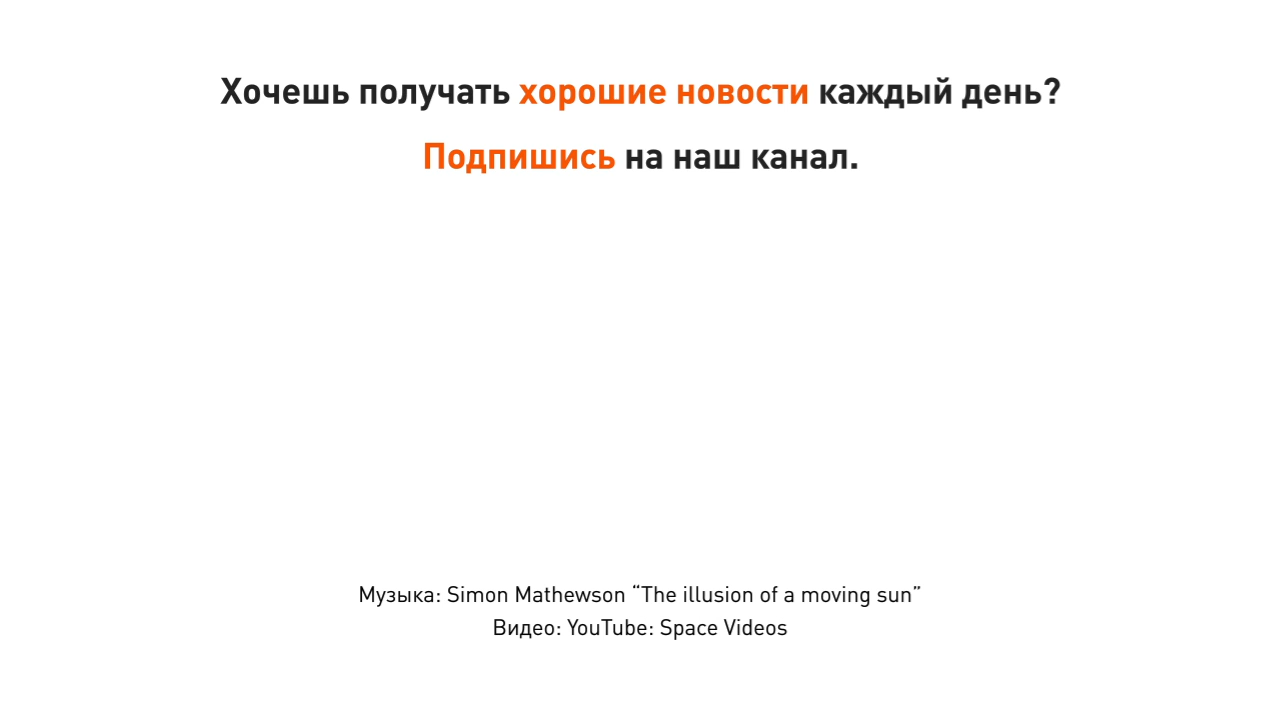 Хочешь получать хорошие новости каждый день?
Подпишись на наш канал.
Музыка: Simon Mathewson “The illusion of a moving sun”
Видео: YouTube: Space Videos